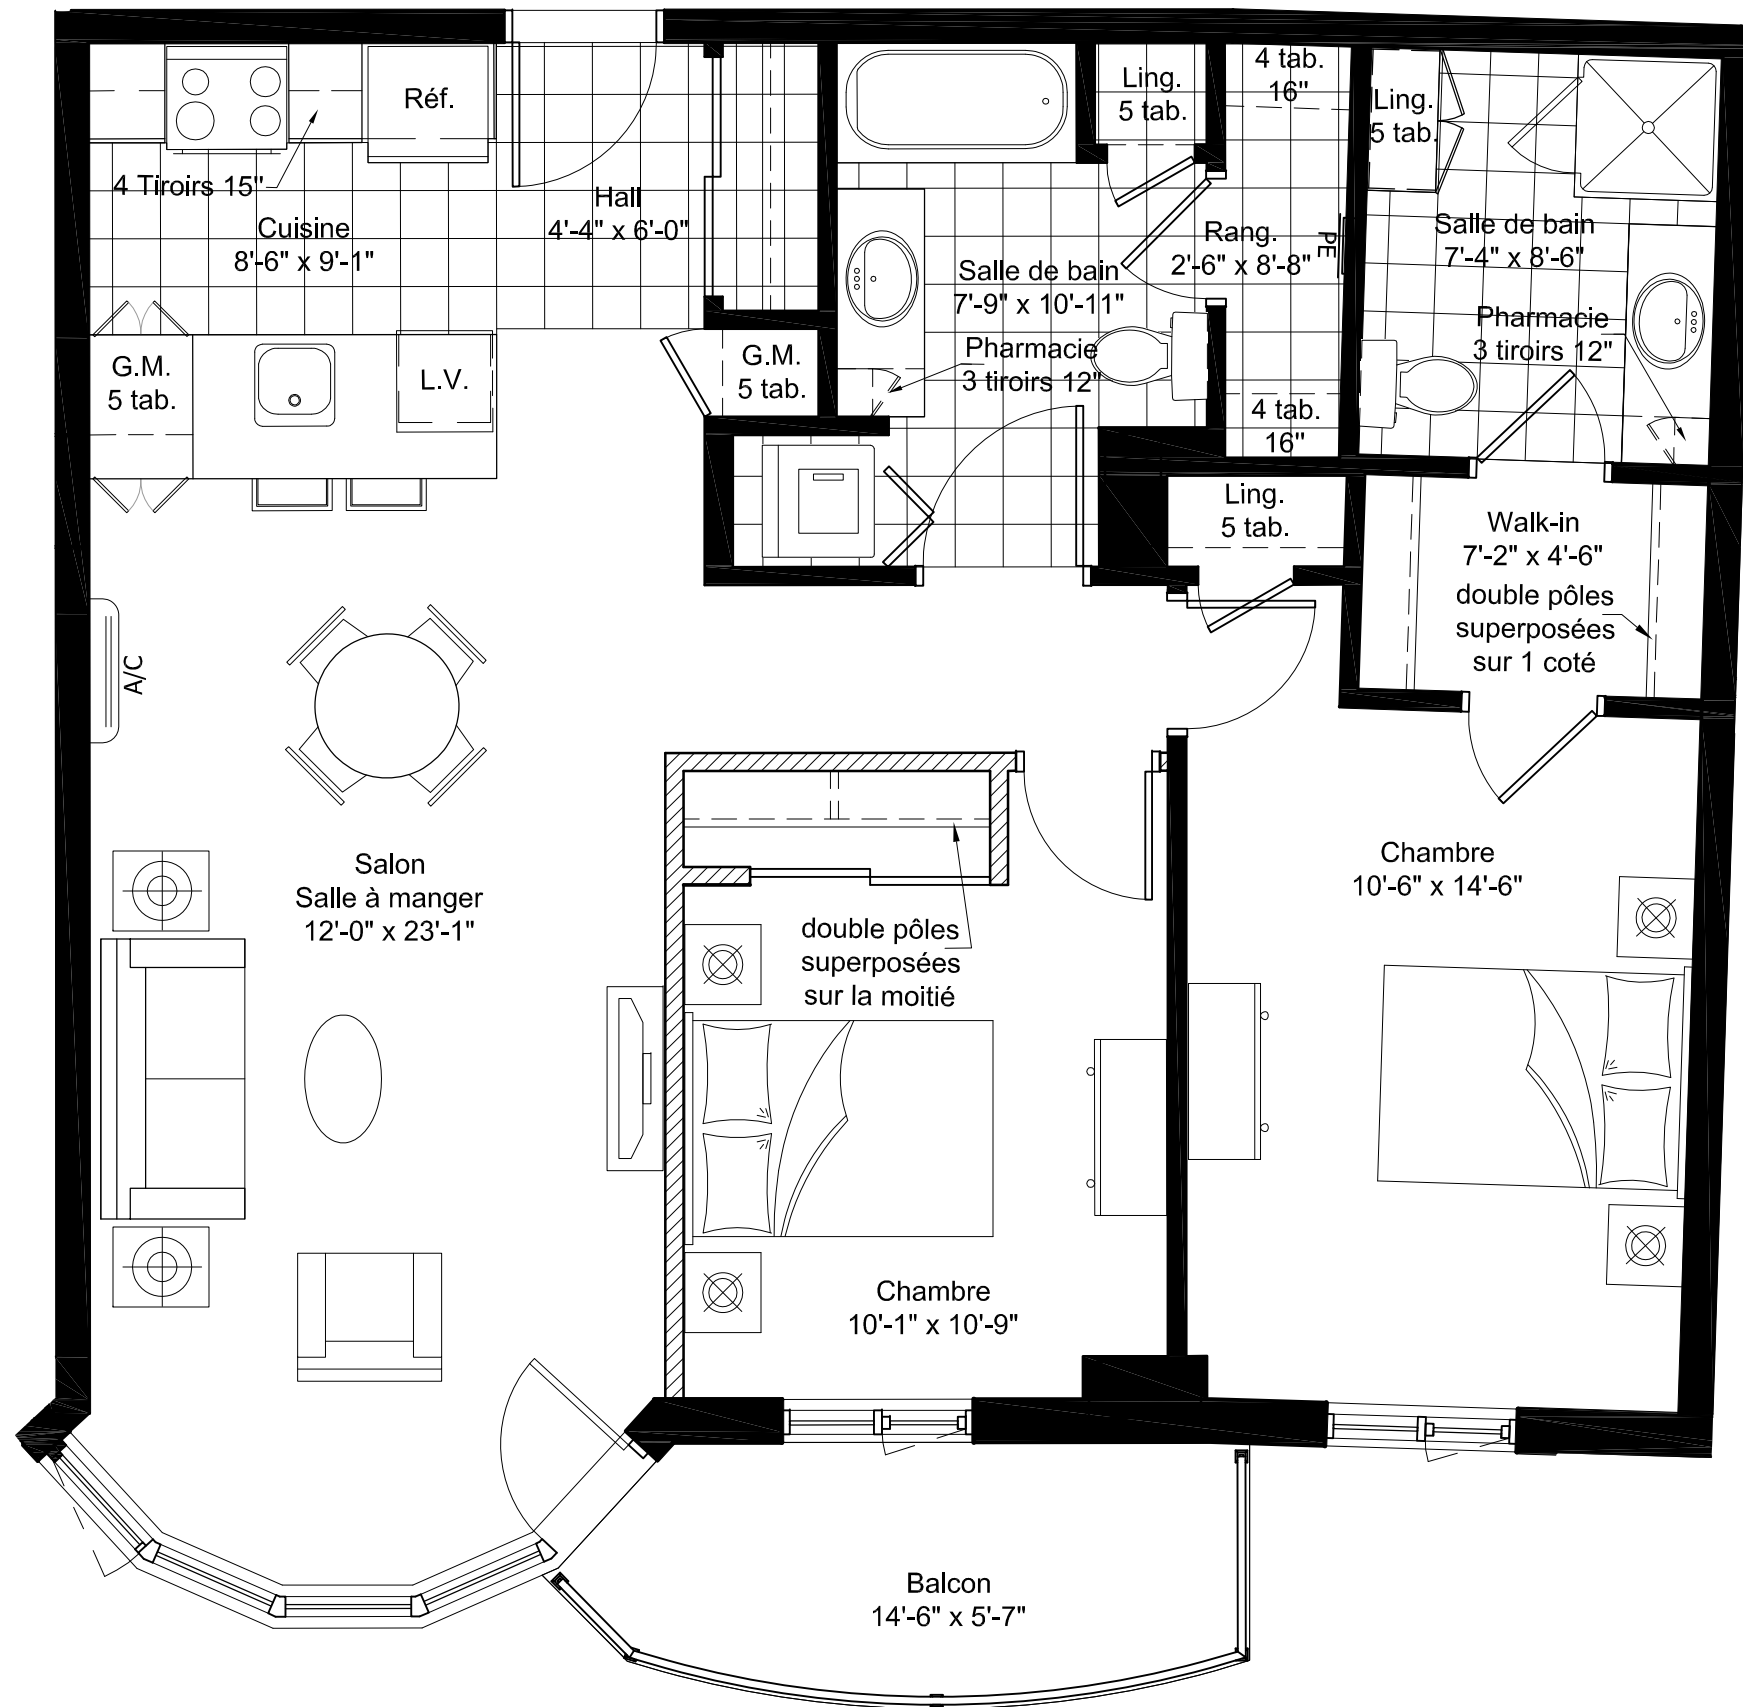 Réf.
4 Tiroirs 15"
Cuisine
8'-6" x 9'-1"
Hall
4'-4" x 6'-0"
Ling.
5 tab.
4 tab.
16"
Ling.
5 tab.
Rang.
2'-6" x 8'-8"
PE
Salle de bain
7'-4" x 8'-6"
Salle de bain
7'-9" x 10'-11"
Pharmacie
3 tiroirs 12"
Pharmacie
3 tiroirs 12"
G.M.
5 tab.
L.V.
G.M.
5 tab.
4 tab.
16"
Ling.
5 tab.
Walk-in
7'-2" x 4'-6"
double pôles
superposées
sur 1 coté
A/C
Salon
Salle à manger
12'-0" x 23'-1"
double pôles
superposées
sur la moitié
Chambre
10'-6" x 14'-6"
Chambre
10'-1" x 10'-9"
Balcon
14'-6" x 5'-7"